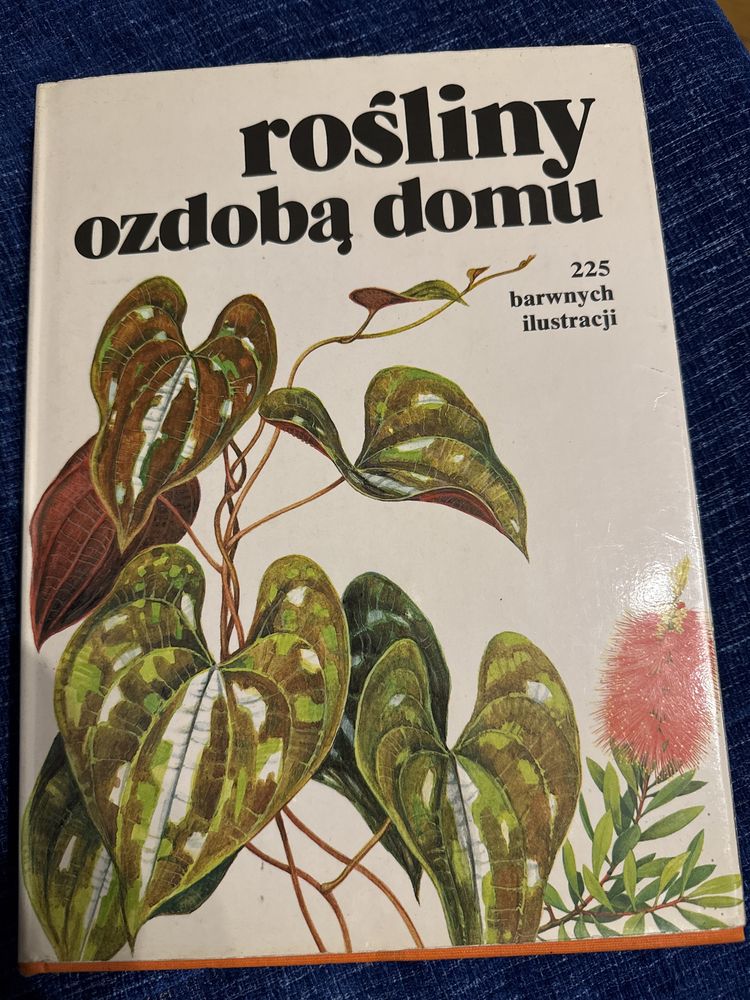 rośliny
ozdobą domu
225
barwnych
ilustracji